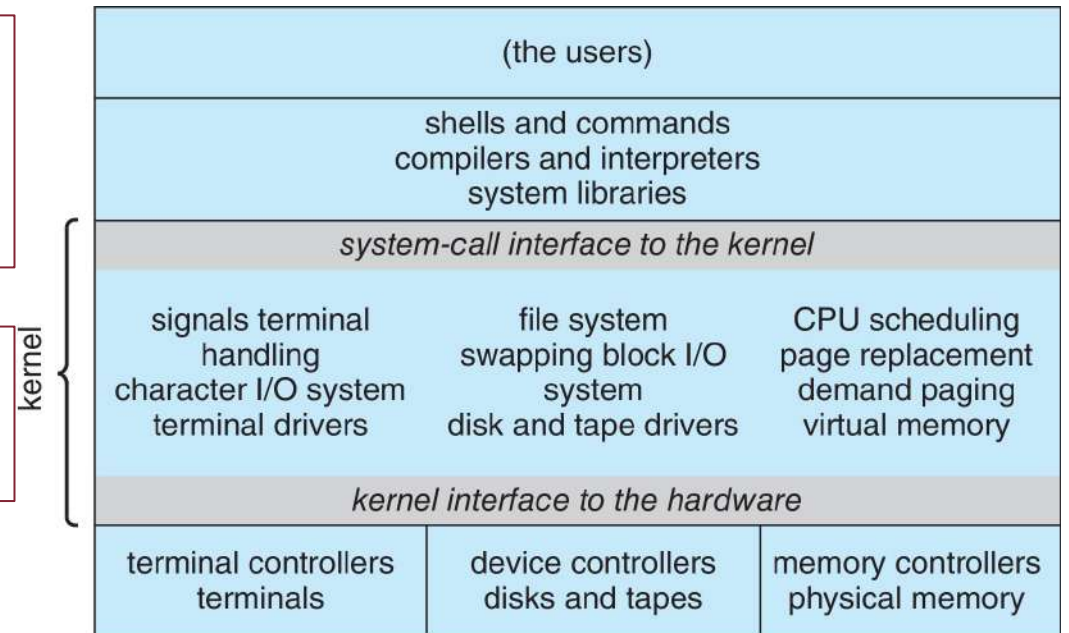 (the users)
shells and commands
compilers and interpreters
system libraries
system-call interface to the kernel
kernel
signals terminal
handling
character I/O system
terminal drivers
file system
swapping block I/O
system
disk and tape drivers
CPU scheduling
page replacement
demand paging
virtual memory
kernel interface to the hardware
terminal controllers
terminals
device controllers
disks and tapes
memory controllers
physical memory